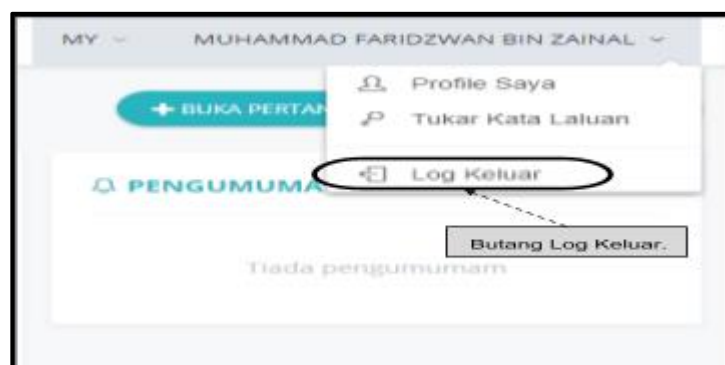 MY MUHAMMAD FARIDZWAN BIN ZAINAL
Profile Saya
+ BUKA PERTAN
Tukar Kata Laluan
Log Keluar
PENGUMUMA
Butang Log Keluar.
Tiada pengumumam